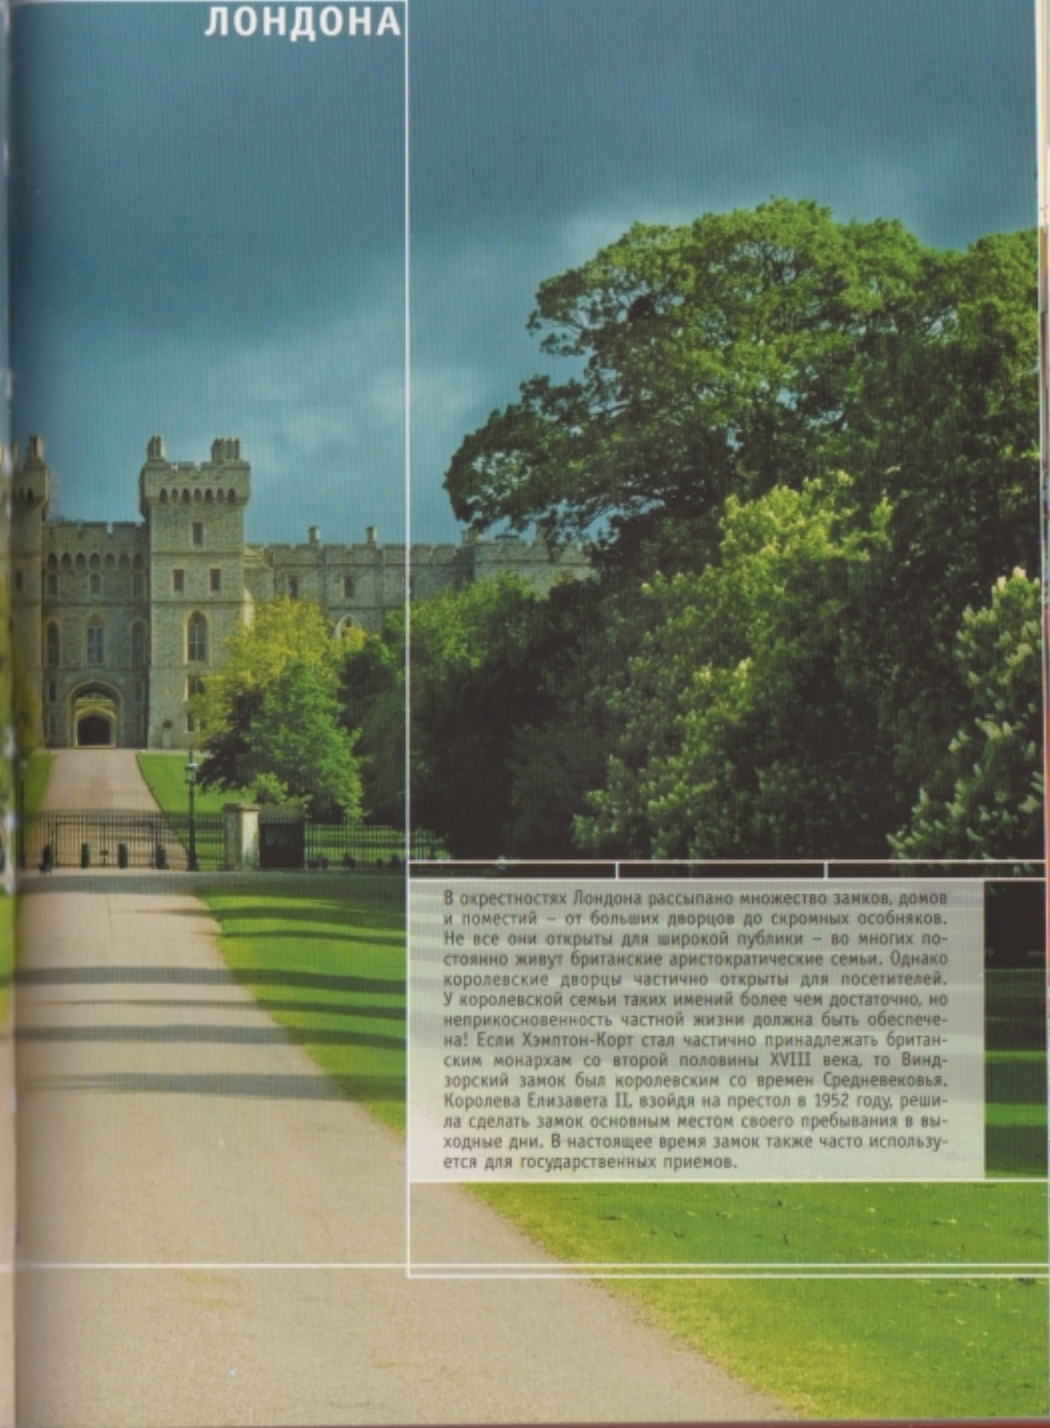 ЛОНДОНА
В окрестностях Лондона рассыпано множество замков, домов
и поместий – от больших дворцов до скромных особняков.
Не все они открыты для широкой публики – во многих по-
стоянно живут британские аристократические семьи. Однако
королевские дворцы частично открыты для посетителей.
У королевской семьи таких имений более чем достаточно, но
неприкосновенность частной жизни должна быть обеспече-
на! Если Хэмптон-Корт стал частично принадлежать британ-
ским монархам со второй половины XVIII века, то Винд-
зорский замок был королевским со времен Средневековья.
Королева Елизавета II, взойдя на престол в 1952 году, реши-
ла сделать замок основным местом своего пребывания в вы-
ходные дни. В настоящее время замок также часто использу-
ется для государственных приемов.